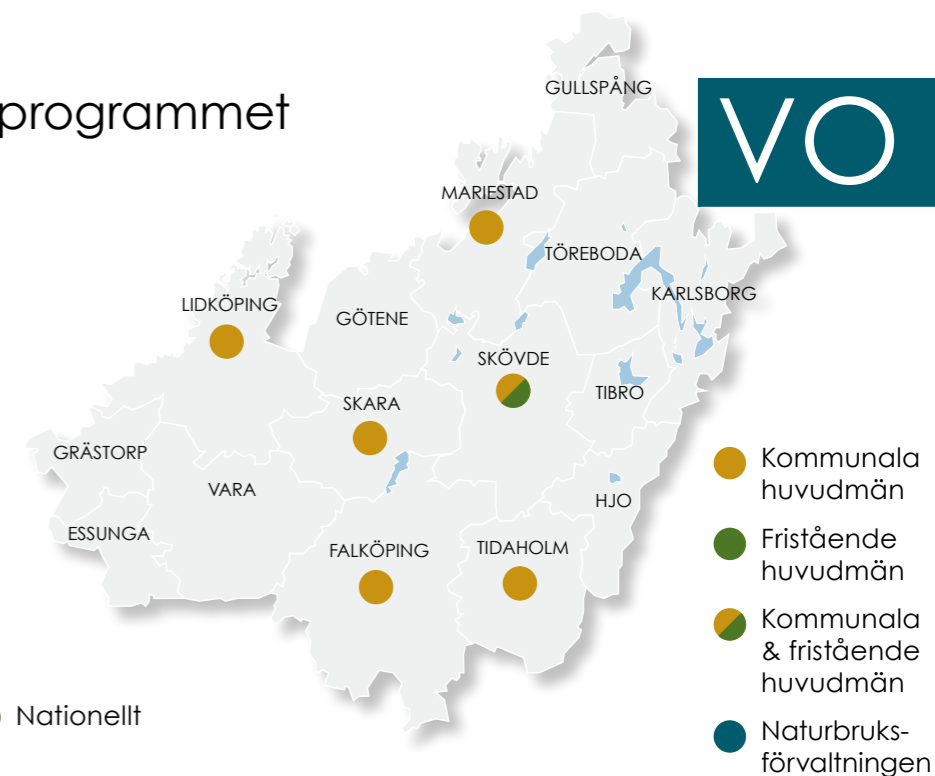 programmet
VO
GULLSPÅNG
MARIESTAD
TÖREBODA
KARLSBORG
LIDKÖPING
GÖTENE
SKÖVDE
TIBRO
SKARA
GRÄSTORP
VARA
HJO
ESSUNGA
FALKÖPING
TIDAHOLM
Kommunala
huvudmän
Fristående
huvudmän
Kommunala
& fristående
huvudmän
Naturbruks-
förvaltningen
Nationellt